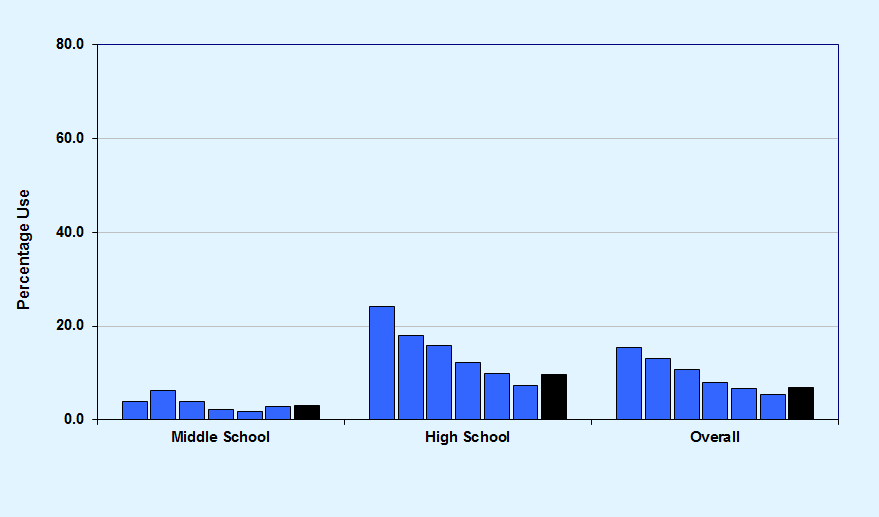 80.0
60.0
40.0
20.0
0.0
Percentage Use
Middle School
High School
Overall